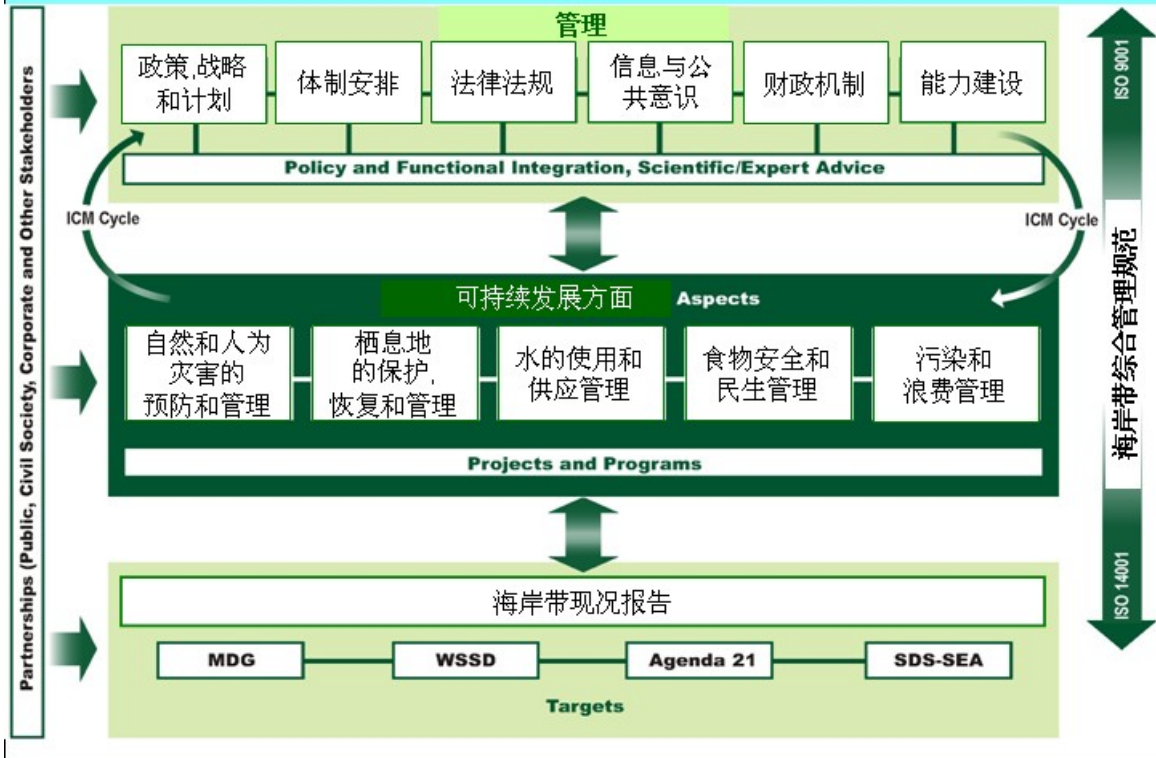 管理
政策,战略
和计划
体制安排
法律法规
信息与公
共意识
财政机制
能力建设
Policy and Functional Integration, Scientific/Expert Advice
ICM Cycle
ICM Cycle
可持续发展方面 Aspects
自然和人为
灾害的
预防和管理
栖息地
的保护,
恢复和管理
水的使用和
供应管理
食物安全和
民生管理
污染和
浪费管理
Projects and Programs
海岸带现况报告
MDG
WSSD
Agenda 21
SDS-SEA
Targets
Partnerships (Public, Civil Society, Corporate and Other Stakeholders
ISO 9001
海岸带综合管理规范
ISO 14001